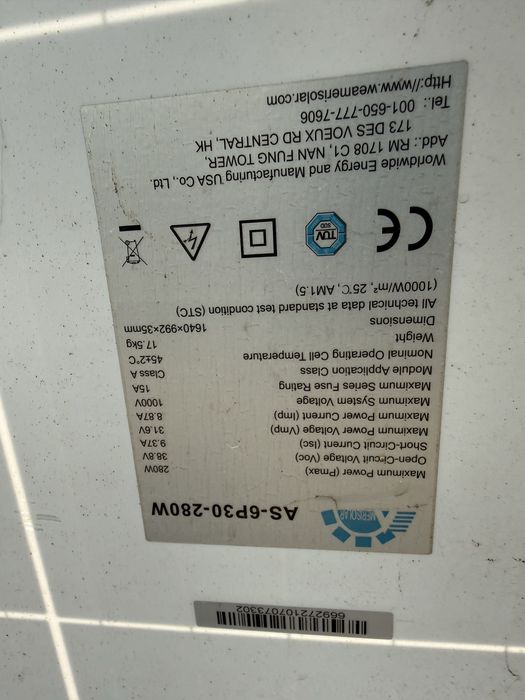 AMERISOLAR
AS-6P30-280W
Maximum Power (Pmax) 280W
Open-Circuit Voltage (Voc) 38.8V
Short-Circuit Current (Isc) 9.37A
Maximum Power Voltage (Vmp) 31.6V
Maximum Power Current (Imp) 8.87A
Maximum System Voltage 1000V
Maximum Series Fuse Rating 15A
Module Application Class Class A
Nominal Operating Cell Temperature 45±2°C
Weight 17.5kg
Dimensions 1640×992×35mm
All technical data at standard test condition (STC)
(1000W/m², 25℃, AM1.5)
CE
TÜV
SÜD
Worldwide Energy and Manufacturing USA Co., Ltd.
Add.: RM 1708 C1, NAN FUNG TOWER,
173 DES VOEUX RD CENTRAL, HK
Tel.: 001-650-777-7606
Http://www.weamerisolar.com
669272107073302